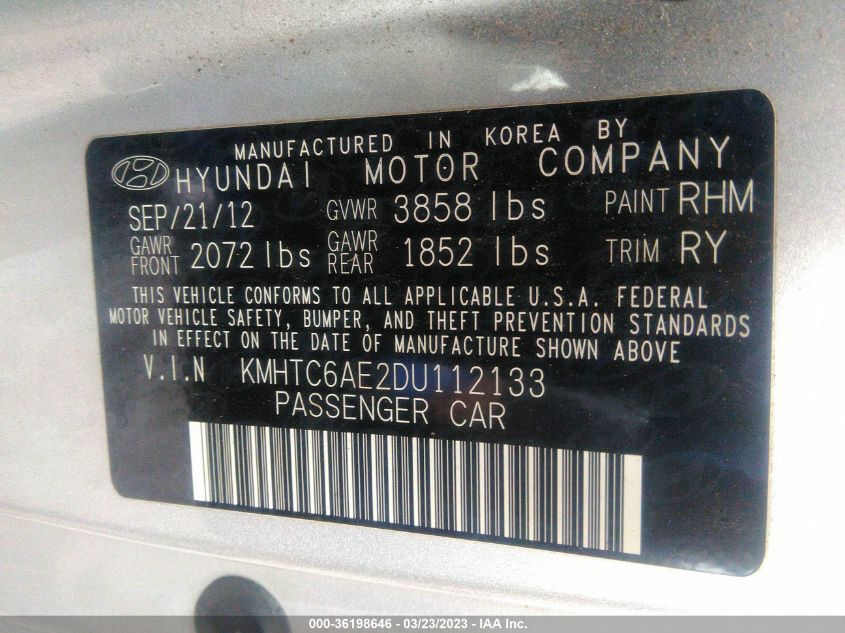 MANUFACTURED IN KOREA BY
HYUNDAI MOTOR COMPANY
SEP/21/12 GVWR 3858 lbs PAINT RHM
GAWR FRONT 2072 lbs GAWR REAR 1852 lbs TRIM RY
THIS VEHICLE CONFORMS TO ALL APPLICABLE U.S.A. FEDERAL
MOTOR VEHICLE SAFETY, BUMPER, AND THEFT PREVENTION STANDARDS
IN EFFECT ON THE DATE OF MANUFACTURE SHOWN ABOVE
V.I.N KMHTC6AE2DU112133
PASSENGER CAR
000-36198646 - 03/23/2023 - IAA Inc.